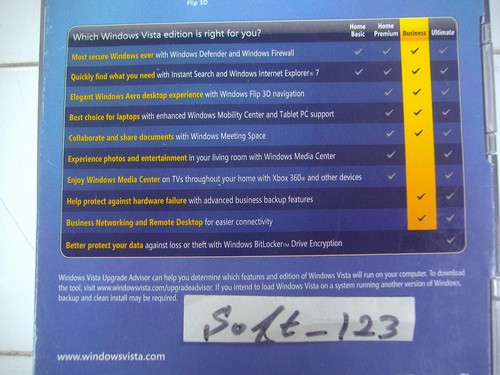 Flip 3D
Which Windows Vista edition is right for you? Home Basic Home Premium Business Ultimate
Most secure Windows ever with Windows Defender and Windows Firewall
Quickly find what you need with Instant Search and Windows Internet Explorer® 7
Elegant Windows Aero desktop experience with Windows Flip 3D navigation
Best choice for laptops with enhanced Windows Mobility Center and Tablet PC support
Collaborate and share documents with Windows Meeting Space
Experience photos and entertainment in your living room with Windows Media Center
Enjoy Windows Media Center on TVs throughout your home with Xbox 360® and other devices
Help protect against hardware failure with advanced business backup features
Business Networking and Remote Desktop for easier connectivity
Better protect your data against loss or theft with Windows BitLocker™ Drive Encryption
Windows Vista Upgrade Advisor can help you determine which features and edition of Windows Vista will run on your computer. To download
the tool, visit www.windowsvista.com/upgradeadvisor. If you intend to load Windows Vista on a system running another version of Windows,
backup and clean install may be required.
Soft-123
www.windowsvista.com